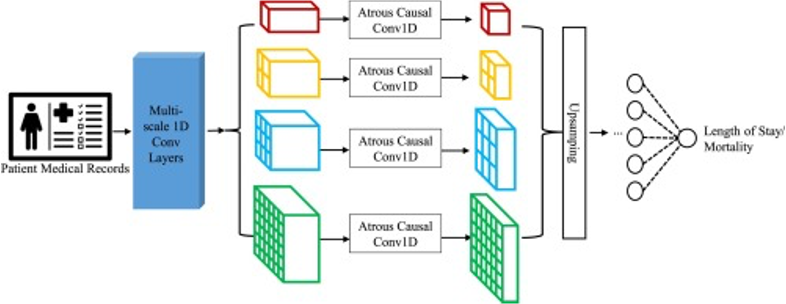 Patient Medical Records
Multi-
scale 1D
Conv
Layers
Atrous Causal
Conv1D
Atrous Causal
Conv1D
Atrous Causal
Conv1D
Atrous Causal
Conv1D
Upsamping
...
Length of Stay/
Mortality